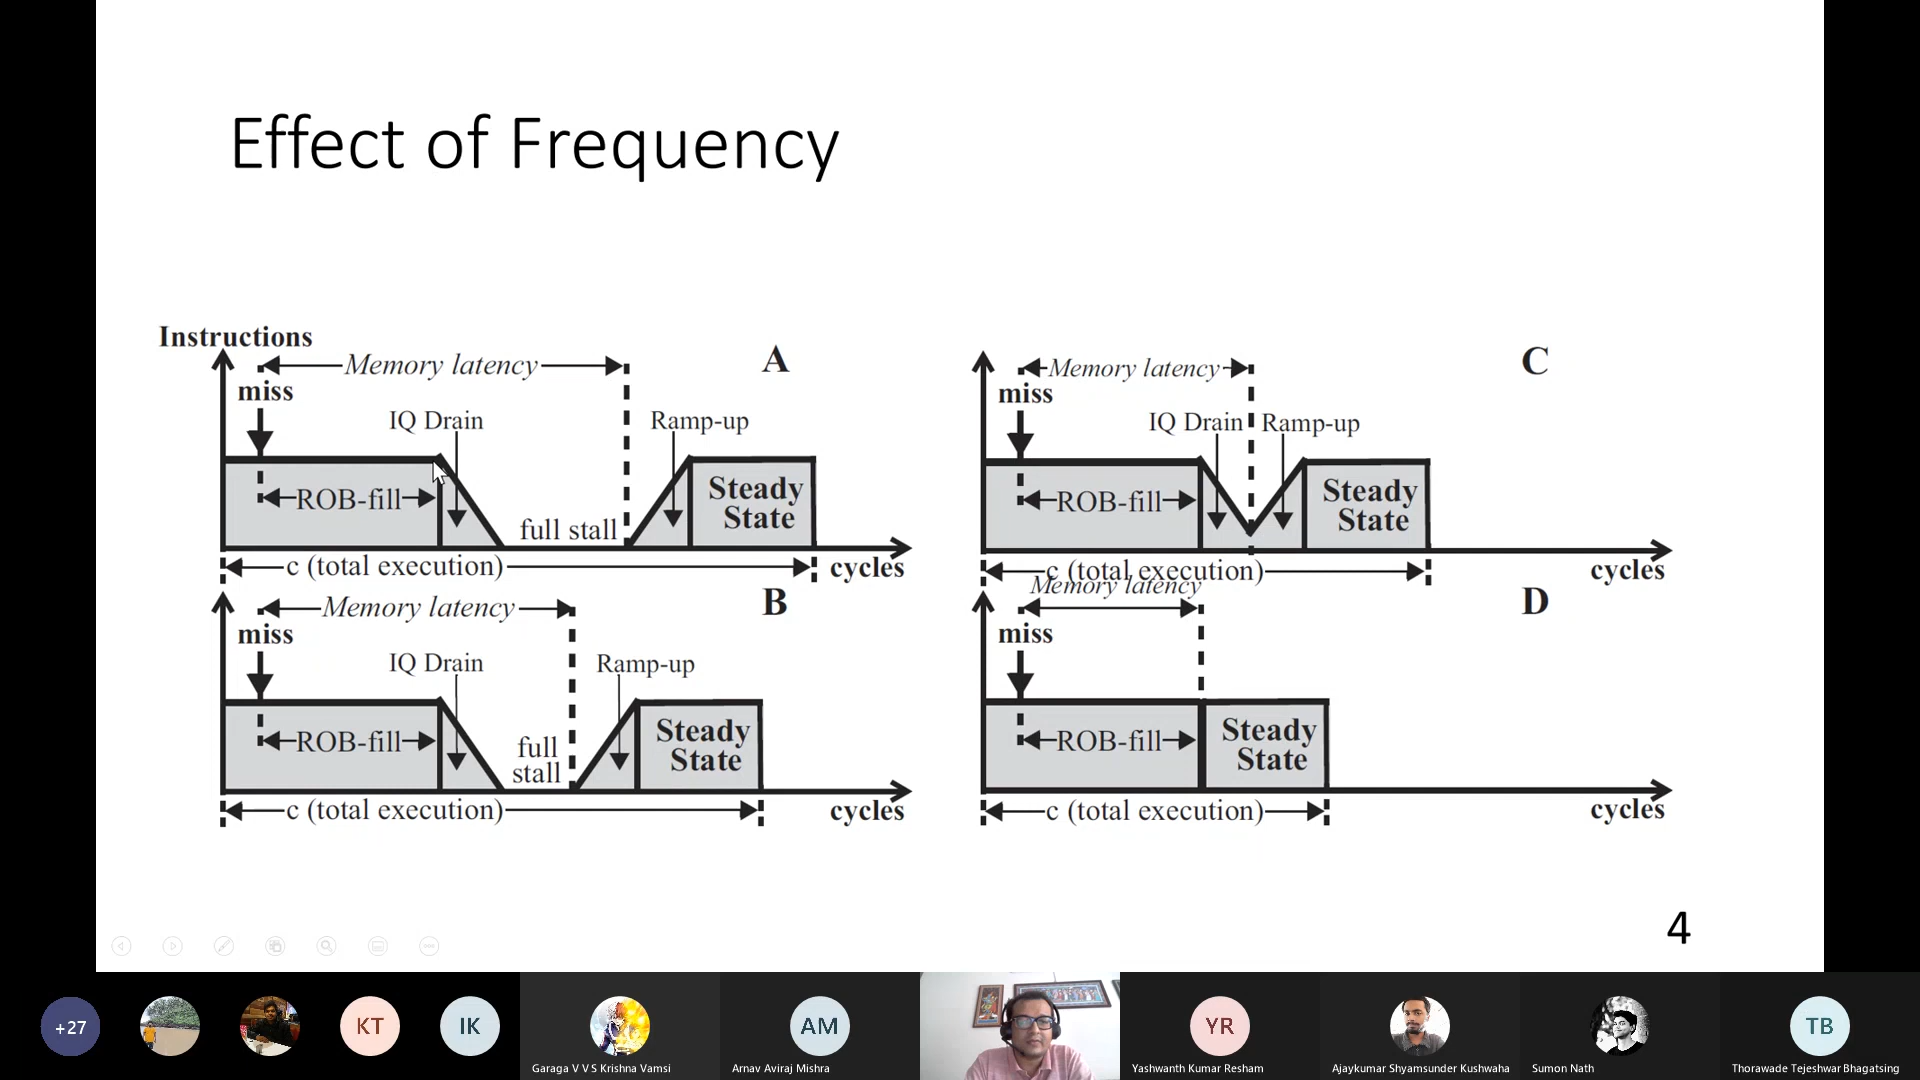 Effect of Frequency
Instructions
Memory latency
A
miss
IQ Drain
Ramp-up
ROB-fill
full stall
Steady
State
c (total execution)
cycles
Memory latency
B
miss
IQ Drain
Ramp-up
ROB-fill
full
stall
Steady
State
c (total execution)
cycles
Memory latency
C
miss
IQ Drain
Ramp-up
ROB-fill
Steady
State
c (total execution)
cycles
Memory latency
D
miss
ROB-fill
Steady
State
c (total execution)
cycles
4
+27
KT
IK
Garaga V V S Krishna Vamsi
AM
Arnav Aviraj Mishra
YR
Yashwanth Kumar Resham
Ajaykumar Shyamsunder Kushwaha
Sumon Nath
TB
Thorawade Tejeshwar Bhagatsing